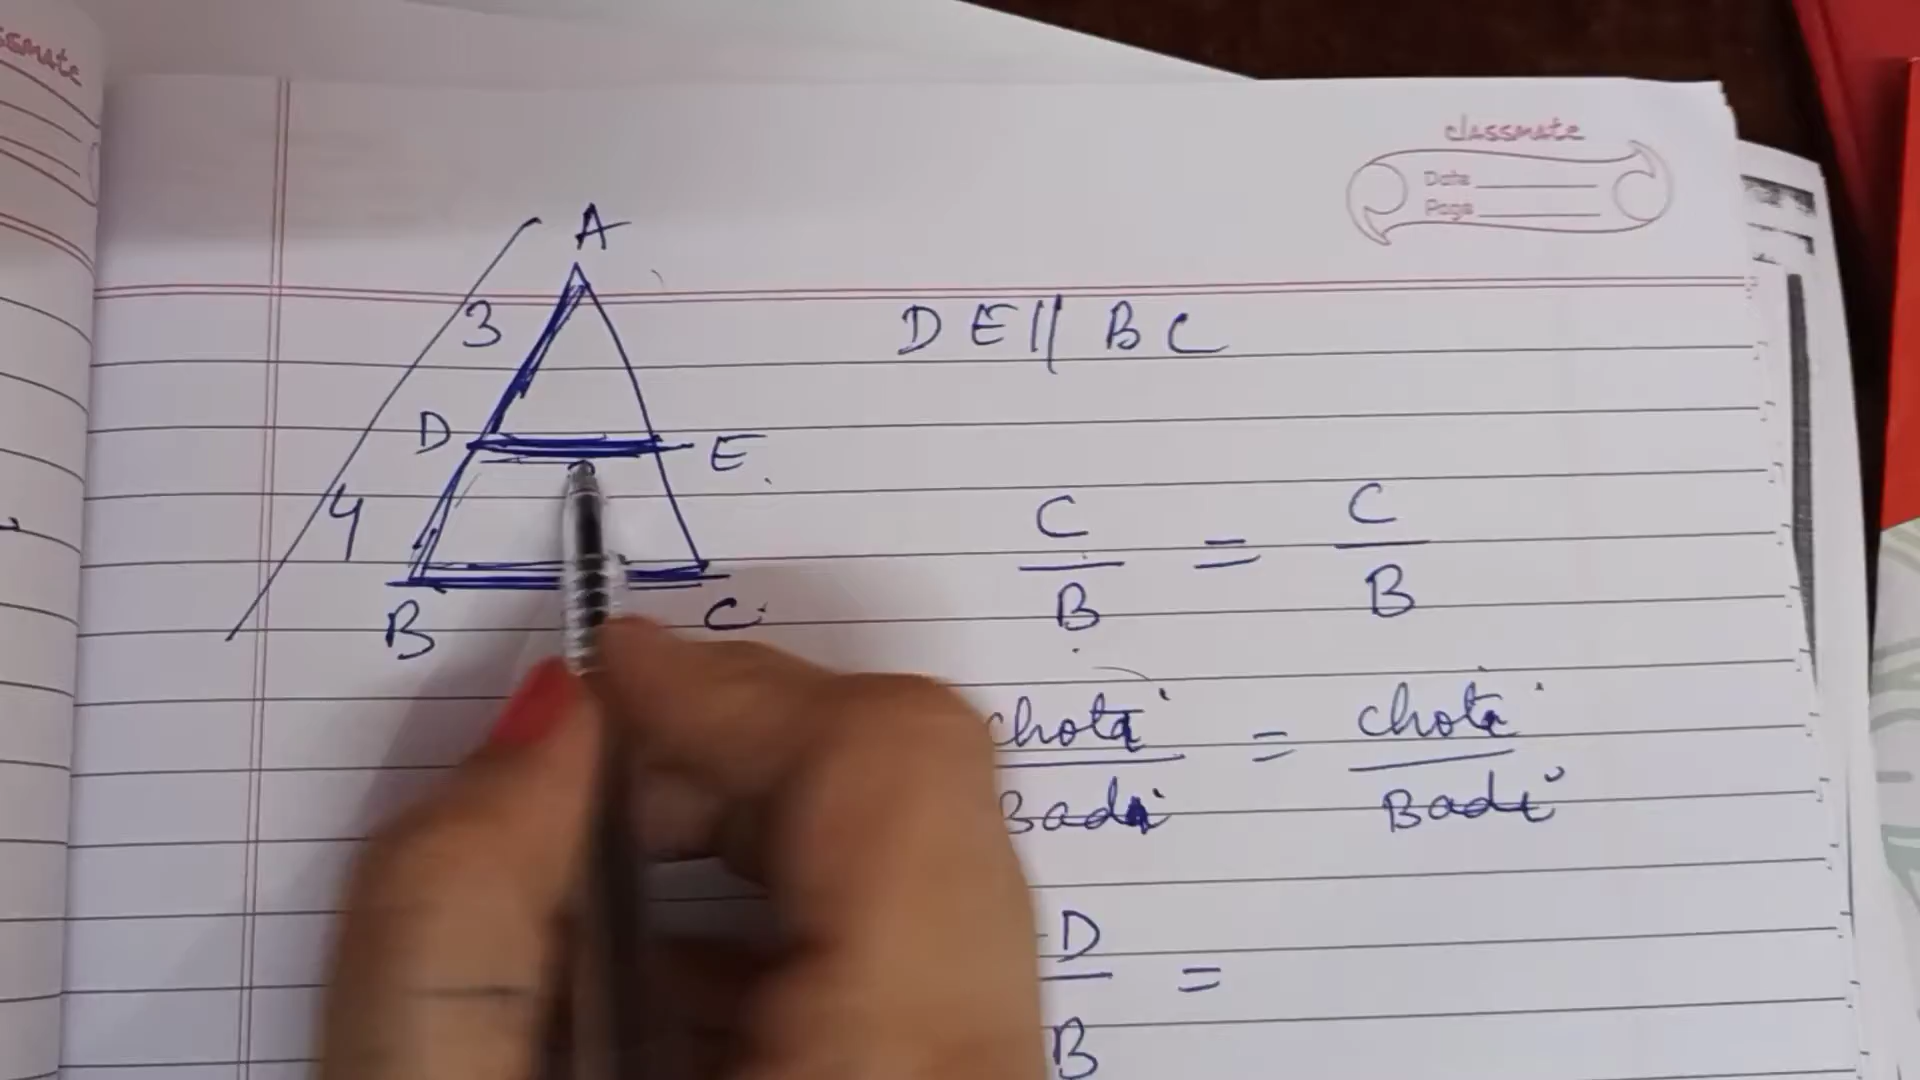 classmate
Date
Page
A
3
DE || BC
D
E
4
C/B = C/B
B
C
chota/Badi = chota/Badi
D/B =